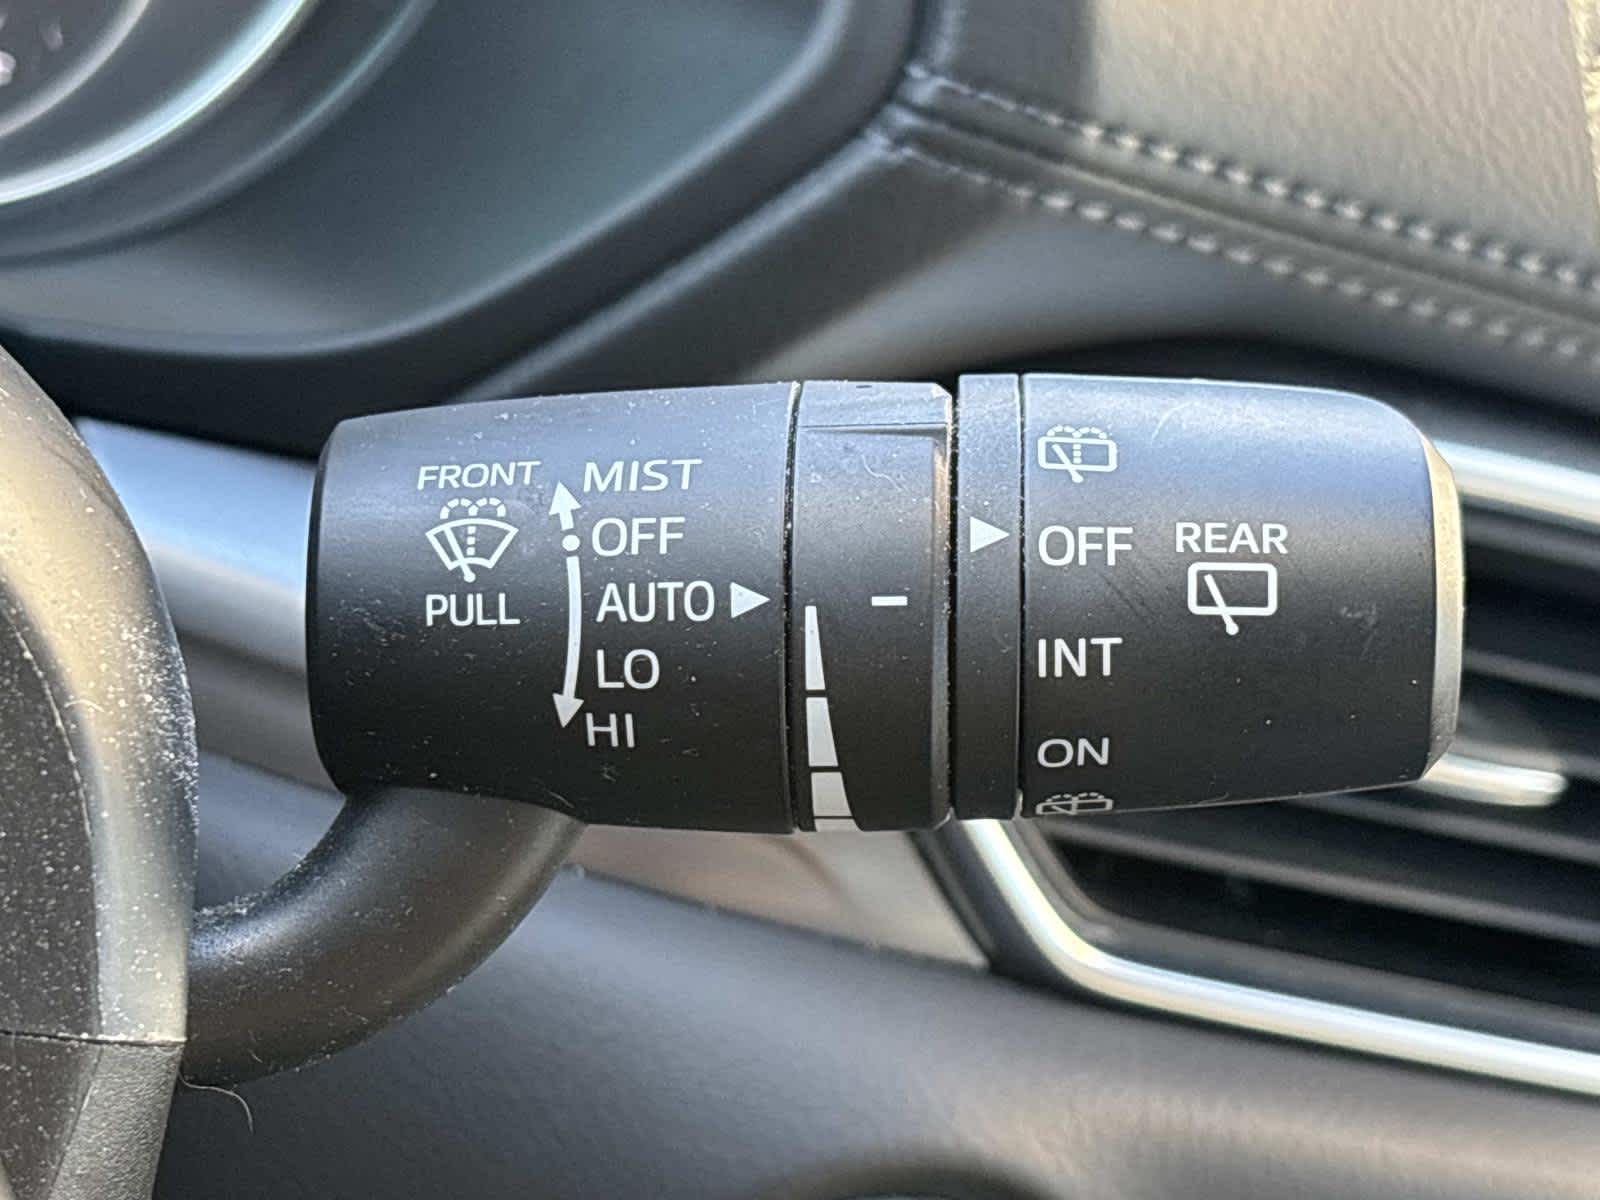 FRONT
PULL
MIST
OFF
AUTO
LO
HI
OFF
INT
ON
REAR